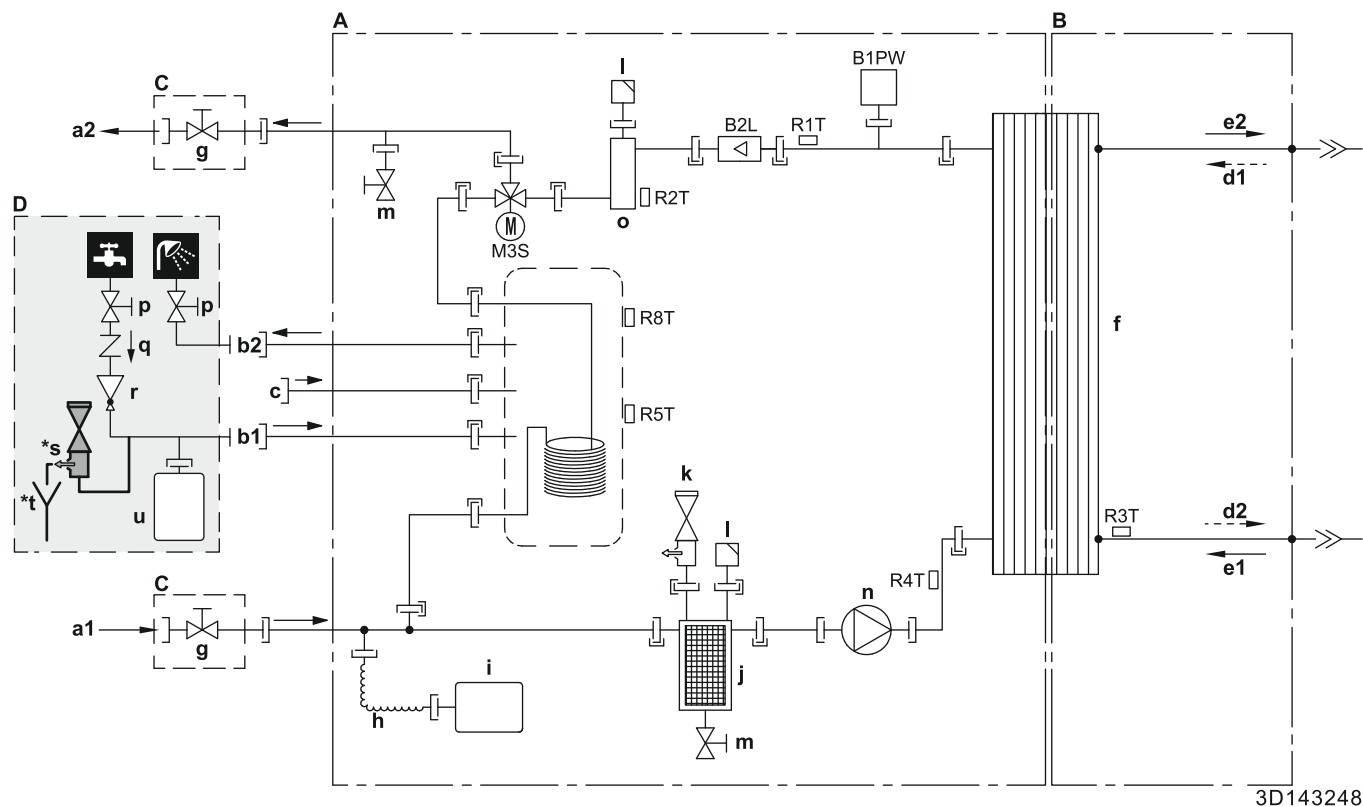 A
B
C
l
B1PW
a2
g
B2L
R1T
e2
d1
m
R2T
o
D
M
M3S
p
p
R8T
f
q
b2
r
c
R5T
b1
*s
*t
u
k
l
R3T
d2
e1
C
R4T
n
a1
g
i
j
h
m
3D143248